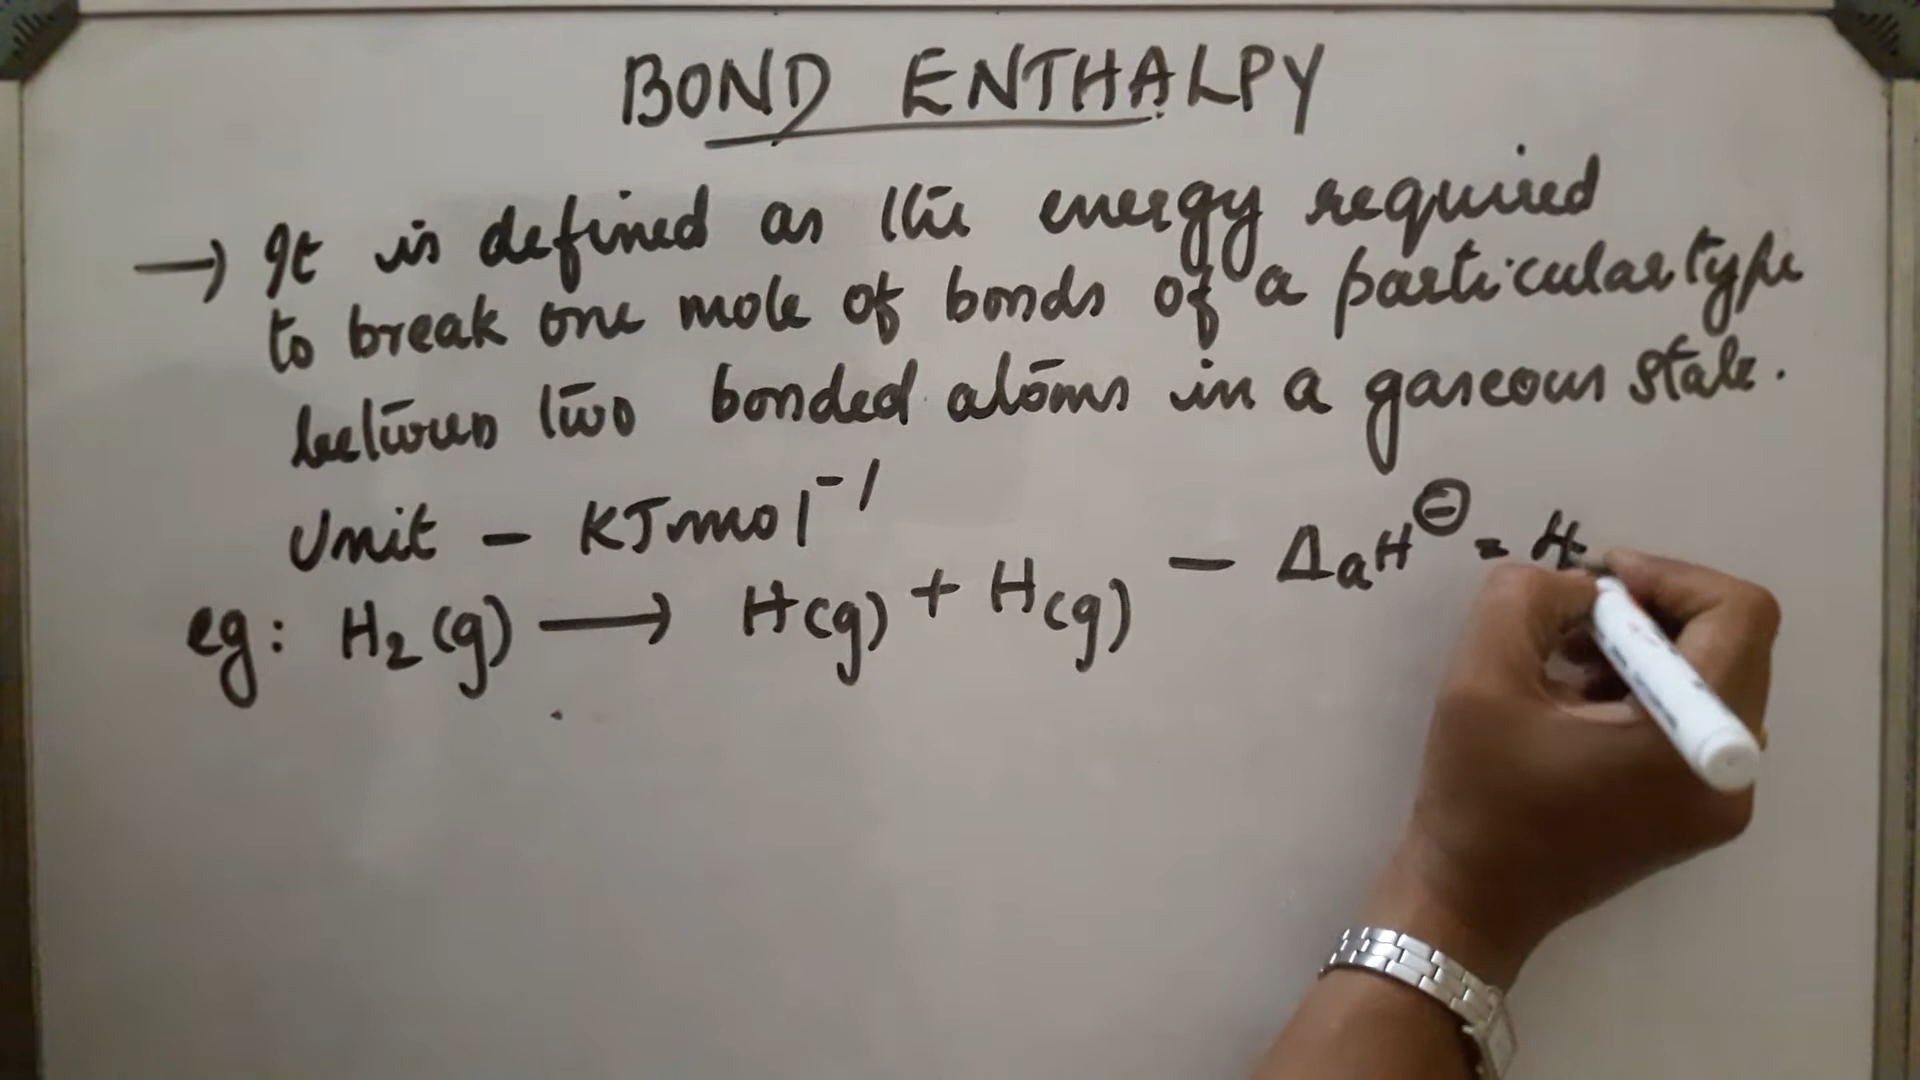 BOND ENTHALPY
→ It is defined as the energy required
to break one mole of bonds of a particular type
between two bonded atoms in a gaseous state.
Unit – KJmol⁻¹
eg: H₂(g) → H(g) + H(g) – ΔₐH⊖ = 4